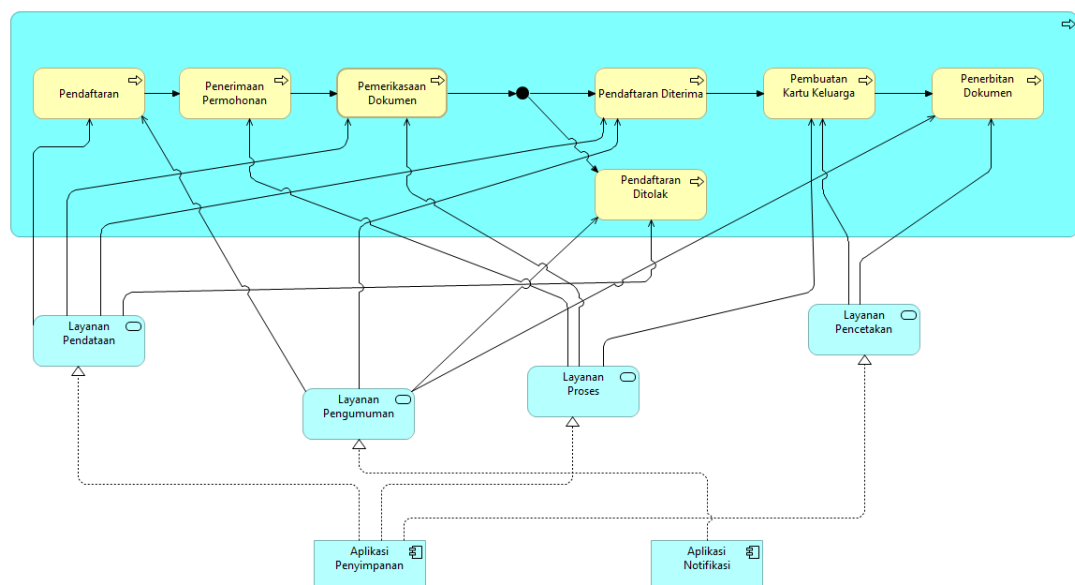 Pendaftaran
Penerimaan
Permohonan
Pemerikasaan
Dokumen
Pendaftaran Diterima
Pembuatan
Kartu Keluarga
Penerbitan
Dokumen
Pendaftaran
Ditolak
Layanan
Pendataan
Layanan
Pengumuman
Layanan
Proses
Layanan
Pencetakan
Aplikasi
Penyimpanan
Aplikasi
Notifikasi